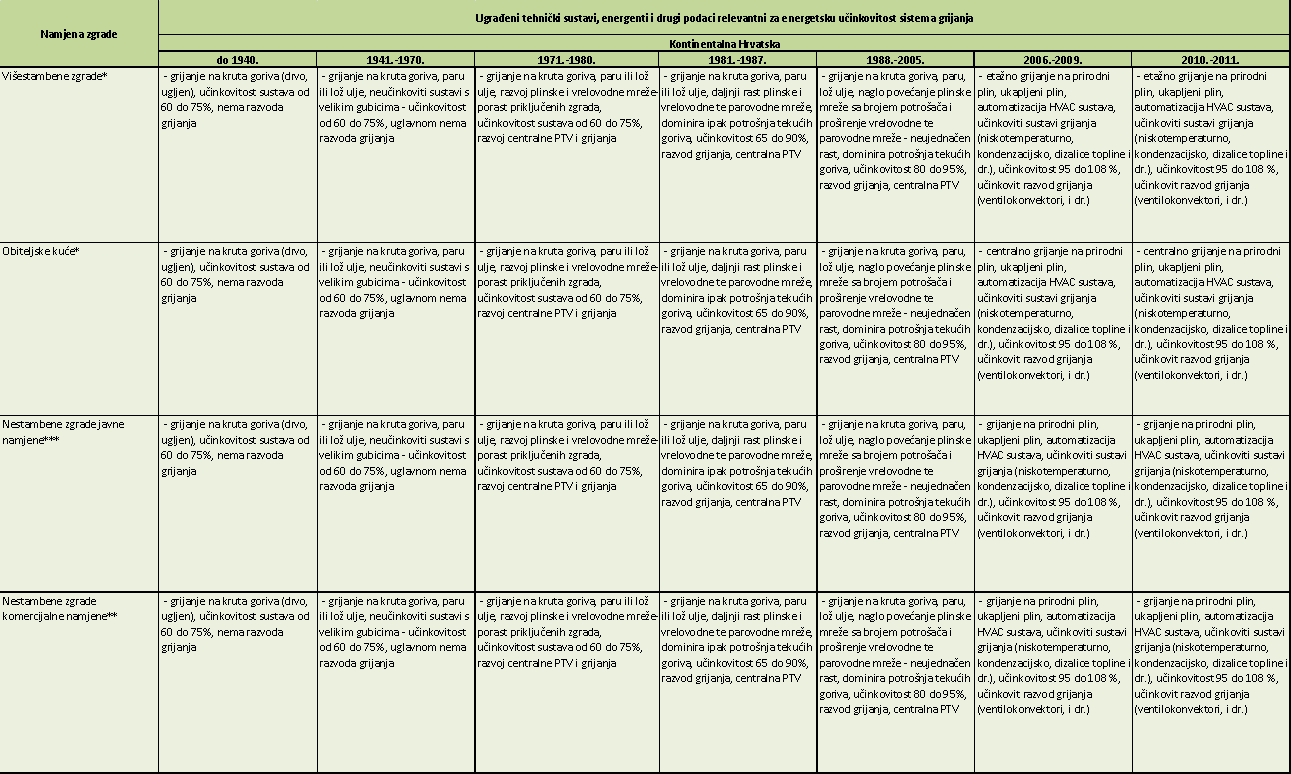 Namjena zgrade
Ugrađeni tehnički sustavi, energenti i drugi podaci relevantni za energetsku učinkovitost sistema grijanja
Kontinentalna Hrvatska
do 1940.
1941.-1970.
1971.-1980.
1981.-1987.
1988.-2005.
2006.-2009.
2010.-2011.
Višestambene zgrade*
- grijanje na kruta goriva (drvo,
ugljen), učinkovitost sustava od
60 do 75%, nema razvoda
grijanja
- grijanje na kruta goriva, paru
ili lož ulje, neučinkoviti sustavi s
velikim gubicima - učinkovitost
od 60 do 75%, uglavnom nema
razvoda grijanja
- grijanje na kruta goriva, paru ili lož
ulje, razvoj plinske i vrelovodne mreže-
porast priključenih zgrada,
učinkovitost sustava od 60 do 75%,
razvoj centralne PTV i grijanja
- grijanje na kruta goriva, paru
ili lož ulje, daljnji rast plinske i
vrelovodne te parovodne mreže,
dominira ipak potrošnja tekućih
goriva, učinkovitost 65 do 90%,
razvod grijanja, centralna PTV
- grijanje na kruta goriva, paru,
lož ulje, naglo povećanje plinske
mreže sa brojem potrošača i
proširenje vrelovodne te
parovodne mreže - neujednačen
rast, dominira potrošnja tekućih
goriva, učinkovitost 80 do 95%,
razvod grijanja, centralna PTV
- etažno grijanje na prirodni
plin, ukapljeni plin,
automatizacija HVAC sustava,
učinkoviti sustavi grijanja
(niskotemperaturno,
kondenzacijsko, dizalice topline i
dr.), učinkovitost 95 do 108 %,
učinkovit razvod grijanja
(ventilokonvektori, i dr.)
- etažno grijanje na prirodni
plin, ukapljeni plin,
automatizacija HVAC sustava,
učinkoviti sustavi grijanja
(niskotemperaturno,
kondenzacijsko, dizalice topline i
dr.), učinkovitost 95 do 108 %,
učinkovit razvod grijanja
(ventilokonvektori, i dr.)
Obiteljske kuće*
- grijanje na kruta goriva (drvo,
ugljen), učinkovitost sustava od
60 do 75%, nema razvoda
grijanja
- grijanje na kruta goriva, paru
ili lož ulje, neučinkoviti sustavi s
velikim gubicima - učinkovitost
od 60 do 75%, uglavnom nema
razvoda grijanja
- grijanje na kruta goriva, paru ili lož
ulje, razvoj plinske i vrelovodne mreže-
porast priključenih zgrada,
učinkovitost sustava od 60 do 75%,
razvoj centralne PTV i grijanja
- grijanje na kruta goriva, paru
ili lož ulje, daljnji rast plinske i
vrelovodne te parovodne mreže,
dominira ipak potrošnja tekućih
goriva, učinkovitost 65 do 90%,
razvod grijanja, centralna PTV
- grijanje na kruta goriva, paru,
lož ulje, naglo povećanje plinske
mreže sa brojem potrošača i
proširenje vrelovodne te
parovodne mreže - neujednačen
rast, dominira potrošnja tekućih
goriva, učinkovitost 80 do 95%,
razvod grijanja, centralna PTV
- centralno grijanje na prirodni
plin, ukapljeni plin,
automatizacija HVAC sustava,
učinkoviti sustavi grijanja
(niskotemperaturno,
kondenzacijsko, dizalice topline i
dr.), učinkovitost 95 do 108 %,
učinkovit razvod grijanja
(ventilokonvektori, i dr.)
- centralno grijanje na prirodni
plin, ukapljeni plin,
automatizacija HVAC sustava,
učinkoviti sustavi grijanja
(niskotemperaturno,
kondenzacijsko, dizalice topline i
dr.), učinkovitost 95 do 108 %,
učinkovit razvod grijanja
(ventilokonvektori, i dr.)
Nestambene zgrade javne
namjene***
- grijanje na kruta goriva (drvo,
ugljen), učinkovitost sustava od
60 do 75%, nema razvoda
grijanja
- grijanje na kruta goriva, paru
ili lož ulje, neučinkoviti sustavi s
velikim gubicima - učinkovitost
od 60 do 75%, uglavnom nema
razvoda grijanja
- grijanje na kruta goriva, paru ili lož
ulje, razvoj plinske i vrelovodne mreže-
porast priključenih zgrada,
učinkovitost sustava od 60 do 75%,
razvoj centralne PTV i grijanja
- grijanje na kruta goriva, paru
ili lož ulje, daljnji rast plinske i
vrelovodne te parovodne mreže,
dominira ipak potrošnja tekućih
goriva, učinkovitost 65 do 90%,
razvod grijanja, centralna PTV
- grijanje na kruta goriva, paru,
lož ulje, naglo povećanje plinske
mreže sa brojem potrošača i
proširenje vrelovodne te
parovodne mreže - neujednačen
rast, dominira potrošnja tekućih
goriva, učinkovitost 80 do 95%,
razvod grijanja, centralna PTV
- grijanje na prirodni plin,
ukapljeni plin, automatizacija
HVAC sustava, učinkoviti sustavi
grijanja (niskotemperaturno,
kondenzacijsko, dizalice topline i
dr.), učinkovitost 95 do 108 %,
učinkovit razvod grijanja
(ventilokonvektori, i dr.)
- grijanje na prirodni plin,
ukapljeni plin, automatizacija
HVAC sustava, učinkoviti sustavi
grijanja (niskotemperaturno,
kondenzacijsko, dizalice topline i
dr.), učinkovitost 95 do 108 %,
učinkovit razvod grijanja
(ventilokonvektori, i dr.)
Nestambene zgrade
komercijalne namjene**
- grijanje na kruta goriva (drvo,
ugljen), učinkovitost sustava od
60 do 75%, nema razvoda
grijanja
- grijanje na kruta goriva, paru
ili lož ulje, neučinkoviti sustavi s
velikim gubicima - učinkovitost
od 60 do 75%, uglavnom nema
razvoda grijanja
- grijanje na kruta goriva, paru ili lož
ulje, razvoj plinske i vrelovodne mreže-
porast priključenih zgrada,
učinkovitost sustava od 60 do 75%,
razvoj centralne PTV i grijanja
- grijanje na kruta goriva, paru
ili lož ulje, daljnji rast plinske i
vrelovodne te parovodne mreže,
dominira ipak potrošnja tekućih
goriva, učinkovitost 65 do 90%,
razvod grijanja, centralna PTV
- grijanje na kruta goriva, paru,
lož ulje, naglo povećanje plinske
mreže sa brojem potrošača i
proširenje vrelovodne te
parovodne mreže - neujednačen
rast, dominira potrošnja tekućih
goriva, učinkovitost 80 do 95%,
razvod grijanja, centralna PTV
- grijanje na prirodni plin,
ukapljeni plin, automatizacija
HVAC sustava, učinkoviti sustavi
grijanja (niskotemperaturno,
kondenzacijsko, dizalice topline i
dr.), učinkovitost 95 do 108 %,
učinkovit razvod grijanja
(ventilokonvektori, i dr.)
- grijanje na prirodni plin,
ukapljeni plin, automatizacija
HVAC sustava, učinkoviti sustavi
grijanja (niskotemperaturno,
kondenzacijsko, dizalice topline i
dr.), učinkovitost 95 do 108 %,
učinkovit razvod grijanja
(ventilokonvektori, i dr.)